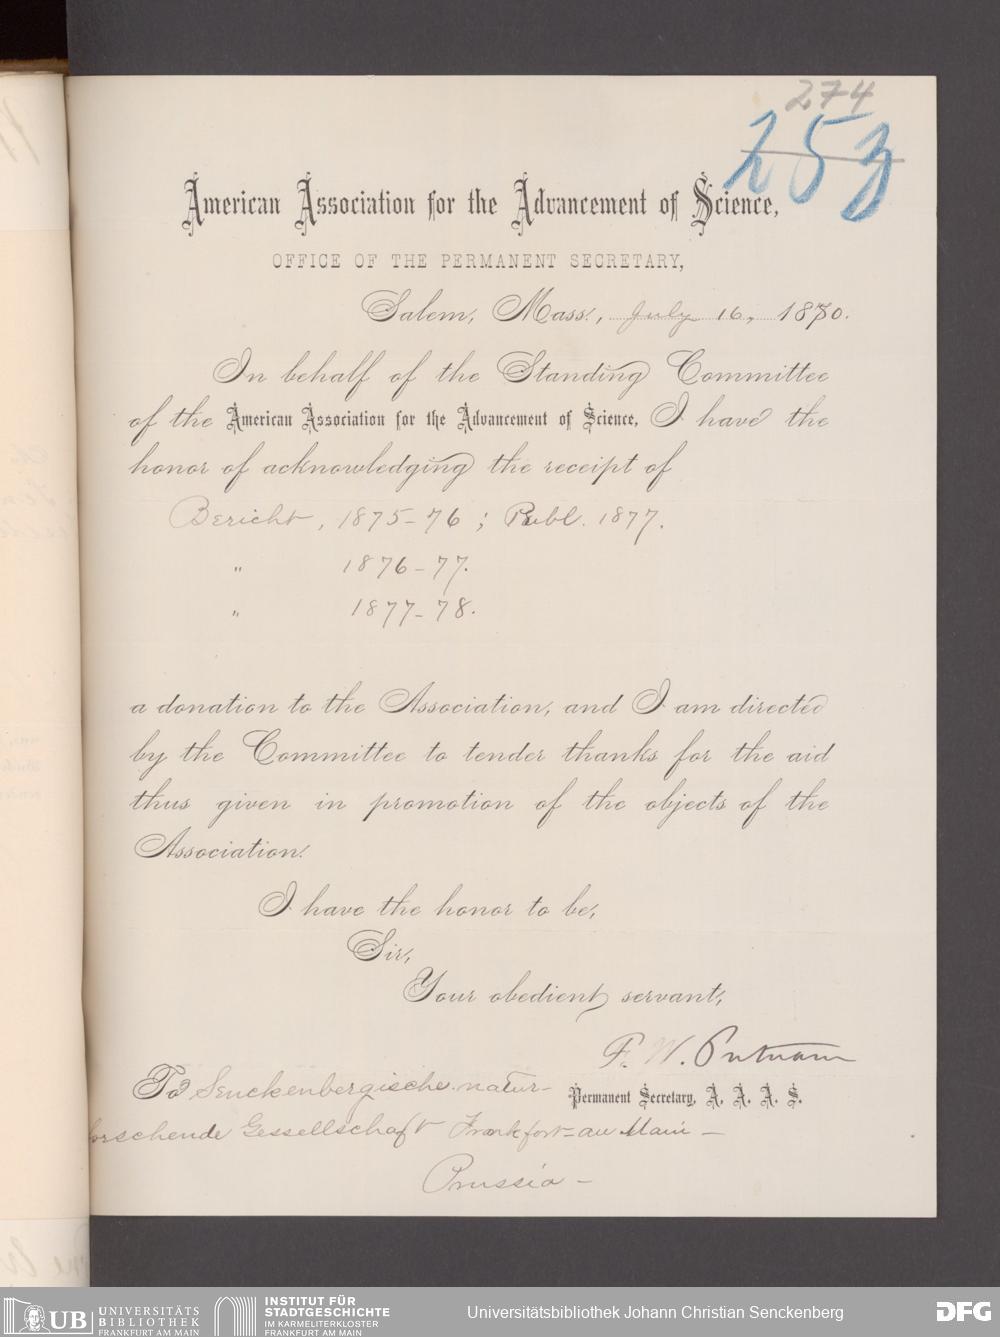 274
253
American Association for the Advancement of Science,
OFFICE OF THE PERMANENT SECRETARY,
Salem, Mass., July 16, 1870.
In behalf of the Standing Committee
of the American Association for the Advancement of Science, I have the
honor of acknowledging the receipt of
Bericht, 1875-76; Publ. 1877.
" 1876-77.
" 1877-78.
a donation to the Association, and I am directed
by the Committee to tender thanks for the aid
thus given in promotion of the objects of the
Association.
I have the honor to be,
Sir,
Your obedient servant,
F. W. Putnam
Permanent Secretary, A. A. A. S.
To Senckenbergische natur-
forschende Gessellschaft Frankfort-au Main -
Prussia -
UB UNIVERSITÄTS
BIBLIOTHEK
FRANKFURT AM MAIN
INSTITUT FÜR
STADTGESCHICHTE
IM KARMELITERKLOSTER
FRANKFURT AM MAIN
Universitätsbibliothek Johann Christian Senckenberg
DFG